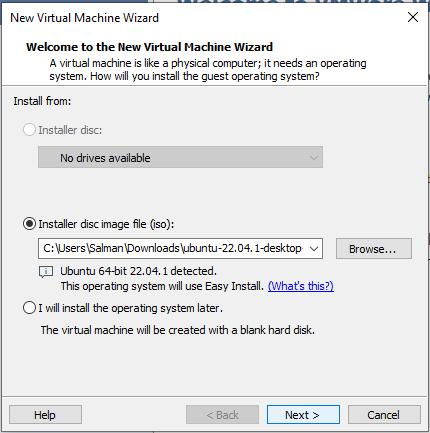 New Virtual Machine Wizard
Welcome to the New Virtual Machine Wizard
A virtual machine is like a physical computer; it needs an operating
system. How will you install the guest operating system?
Install from:
Installer disc:
No drives available
Installer disc image file (iso):
C:\Users\Salman\Downloads\ubuntu-22.04.1-desktop-
Browse...
Ubuntu 64-bit 22.04.1 detected.
This operating system will use Easy Install. (What's this?)
I will install the operating system later.
The virtual machine will be created with a blank hard disk.
Help
< Back
Next >
Cancel